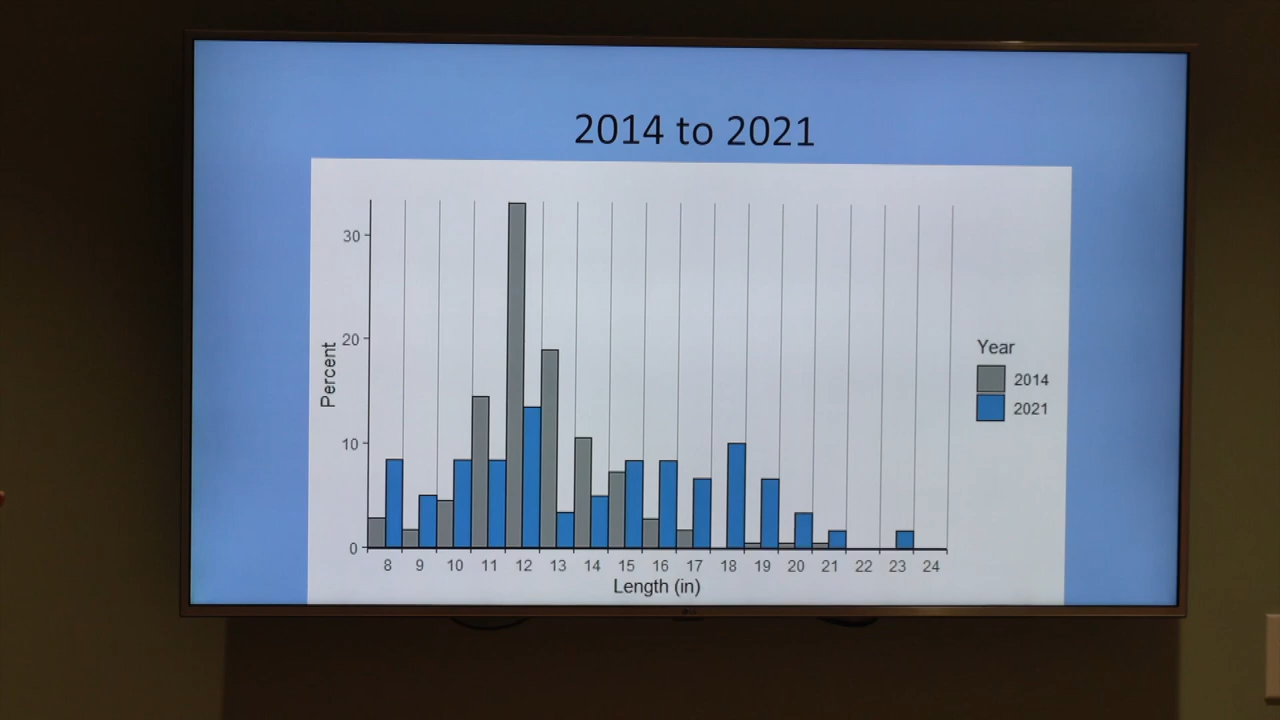 2014 to 2021
30
20
10
0
Percent
8 9 10 11 12 13 14 15 16 17 18 19 20 21 22 23 24
Length (in)
Year
2014
2021
LG